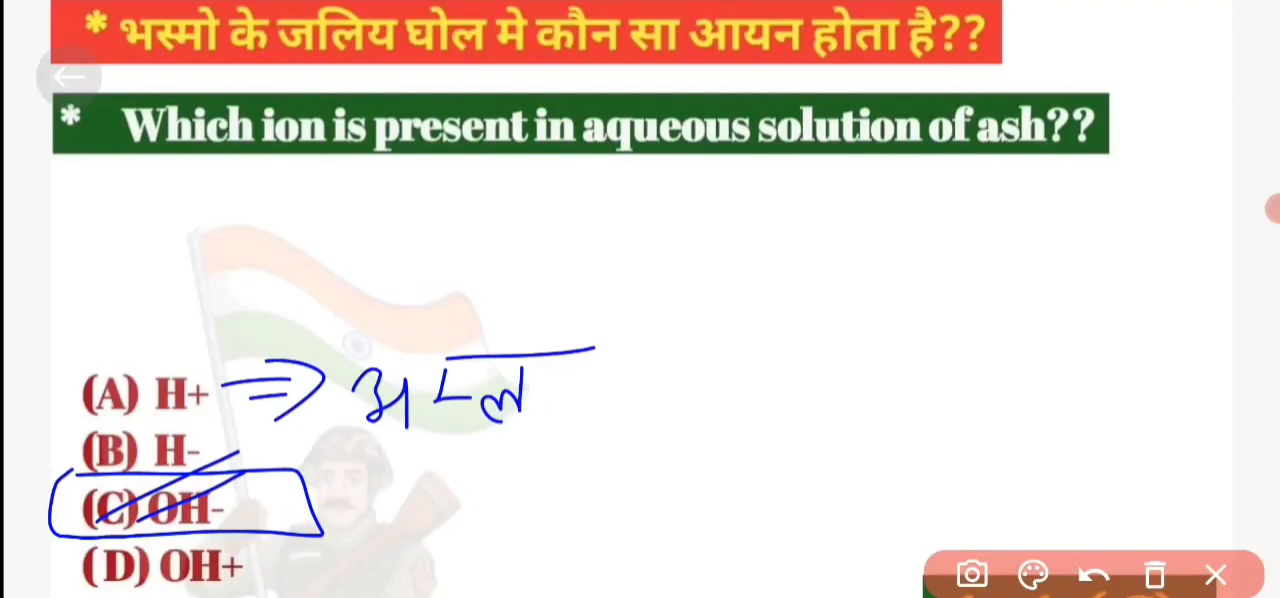 * भस्मो के जलिय घोल मे कौन सा आयन होता है??
* Which ion is present in aqueous solution of ash??
(A) H+ ⇒ अम्ल
(B) H-
(C) OH-
(D) OH+